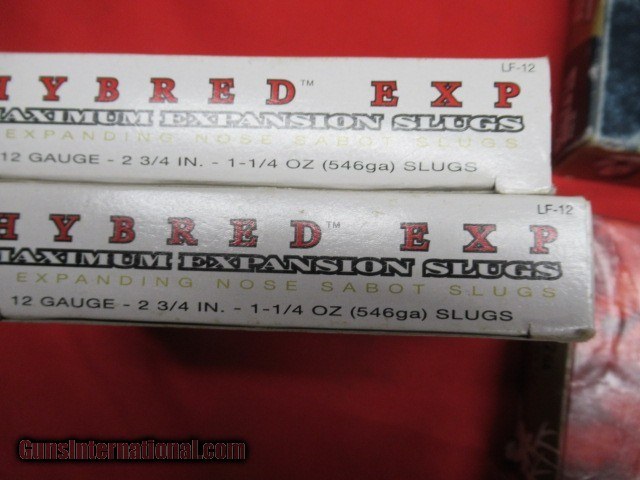 LF-12
HYBRED™ EXP
MAXIMUM EXPANSION SLUGS
EXPANDING NOSE SABOT SLUGS
12 GAUGE - 2 3/4 IN. - 1-1/4 OZ (546ga) SLUGS
LF-12
HYBRED™ EXP
MAXIMUM EXPANSION SLUGS
EXPANDING NOSE SABOT SLUGS
12 GAUGE - 2 3/4 IN. - 1-1/4 OZ (546ga) SLUGS
GunsInternational.com